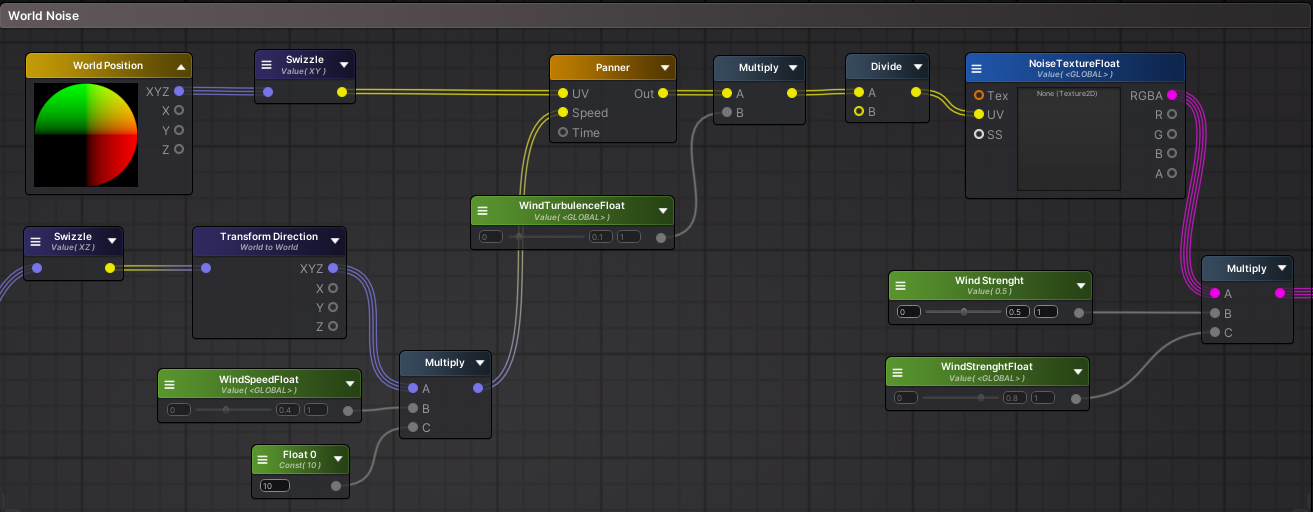 World Noise
World Position
XYZ
X
Y
Z
Swizzle
Value( XY )
Panner
UV
Out
Speed
Time
Multiply
A
B
Divide
A
B
NoiseTextureFloat
Value( <GLOBAL> )
Tex
UV
SS
None (Texture2D)
RGBA
R
G
B
A
WindTurbulenceFloat
Value( <GLOBAL> )
0
0.1
1
Swizzle
Value( XZ )
Transform Direction
World to World
XYZ
X
Y
Z
Wind Strenght
Value( 0.5 )
0
0.5
1
Multiply
A
B
C
WindSpeedFloat
Value( <GLOBAL> )
0
0.4
1
Multiply
A
B
C
WindStrenghtFloat
Value( <GLOBAL> )
0
0.8
1
Float 0
Const( 10 )
10